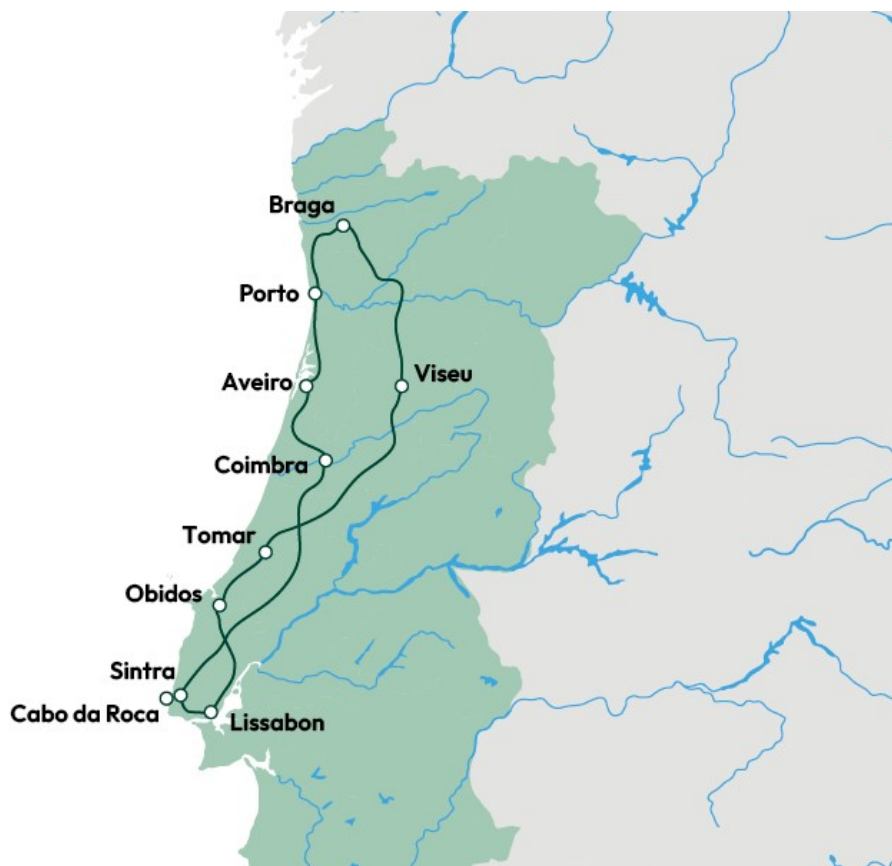 Braga
Porto
Aveiro
Viseu
Coimbra
Tomar
Obidos
Sintra
Cabo da Roca
Lissabon